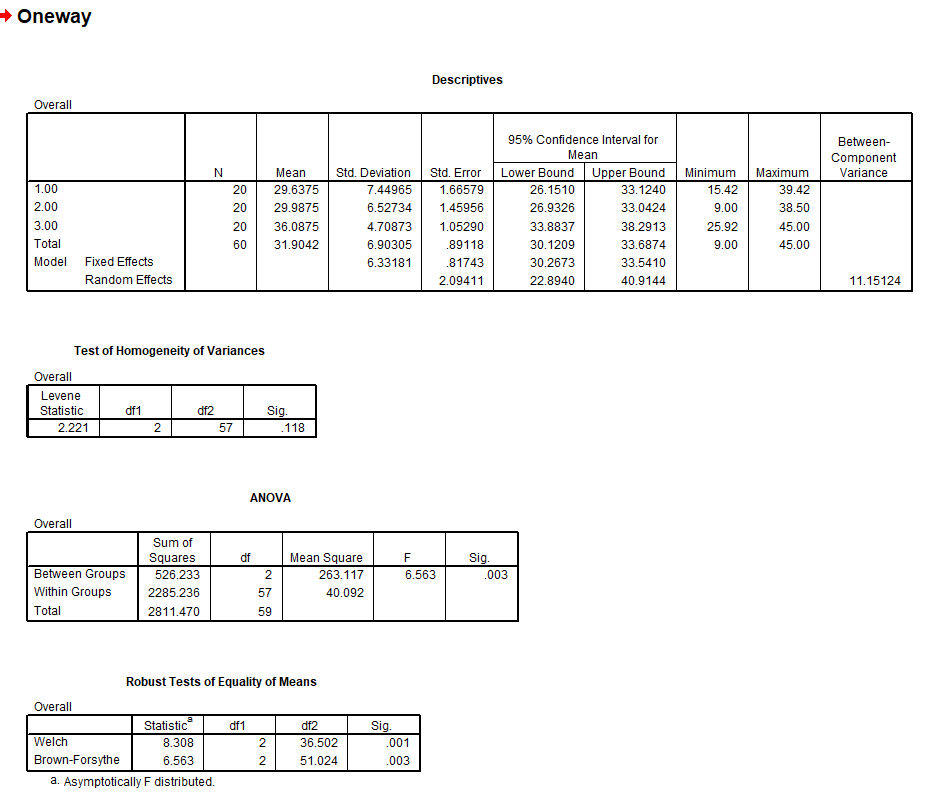 Oneway
Descriptives
Overall
95% Confidence Interval for Mean
N Mean Std. Deviation Std. Error Lower Bound Upper Bound Minimum Maximum Between-Component Variance
1.00 20 29.6375 7.44965 1.66579 26.1510 33.1240 15.42 39.42
2.00 20 29.9875 6.52734 1.45956 26.9326 33.0424 9.00 38.50
3.00 20 36.0875 4.70873 1.05290 33.8837 38.2913 25.92 45.00
Total 60 31.9042 6.90305 .89118 30.1209 33.6874 9.00 45.00
Model Fixed Effects 6.33181 .81743 30.2673 33.5410
Random Effects 2.09411 22.8940 40.9144 11.15124
Test of Homogeneity of Variances
Overall
Levene Statistic df1 df2 Sig.
2.221 2 57 .118
ANOVA
Overall
Sum of Squares df Mean Square F Sig.
Between Groups 526.233 2 263.117 6.563 .003
Within Groups 2285.236 57 40.092
Total 2811.470 59
Robust Tests of Equality of Means
Overall
Statistic^a df1 df2 Sig.
Welch 8.308 2 36.502 .001
Brown-Forsythe 6.563 2 51.024 .003
a. Asymptotically F distributed.